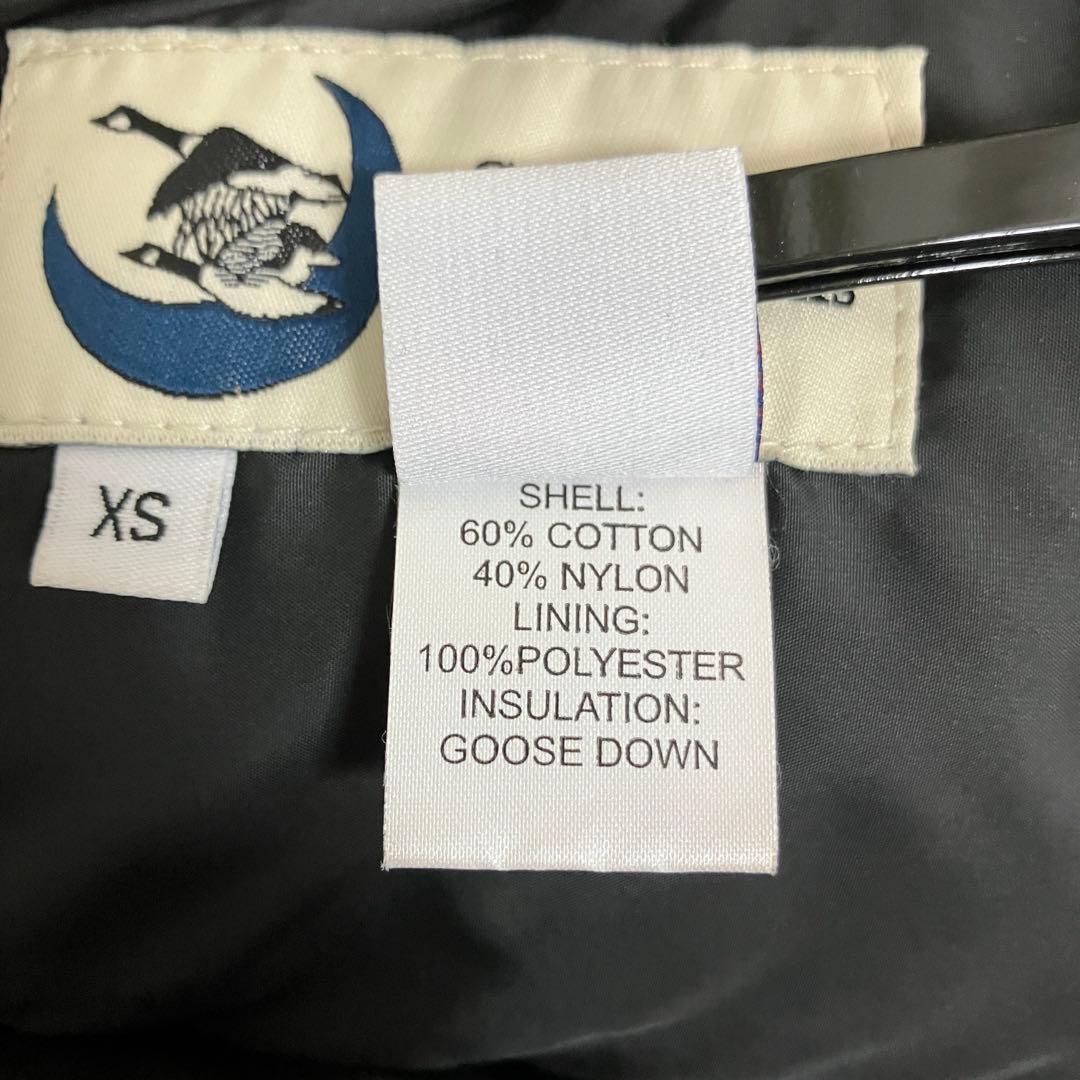 XS
SHELL:
60% COTTON
40% NYLON
LINING:
100%POLYESTER
INSULATION:
GOOSE DOWN